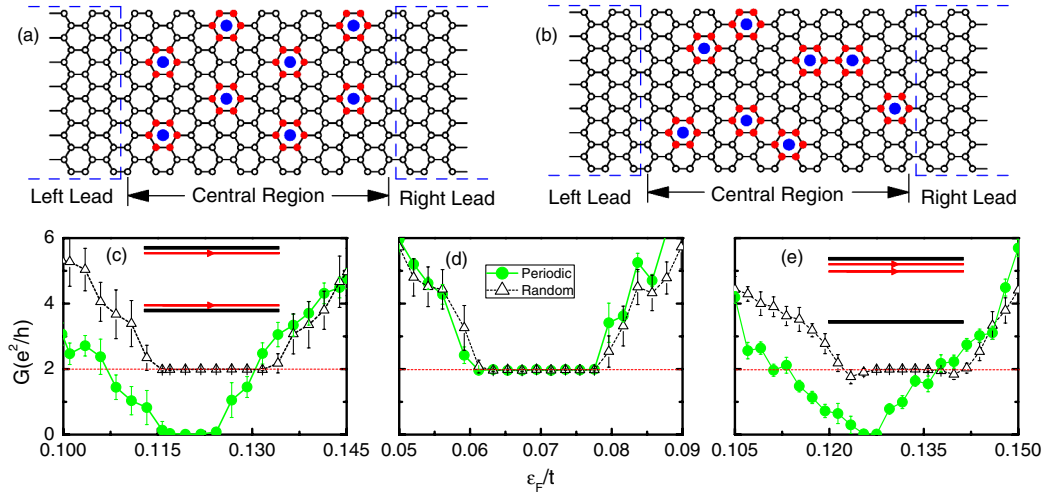 (a)
(b)
Left Lead
Central Region
Right Lead
Left Lead
Central Region
Right Lead
6
4
2
0
G(e²/h)
(c)
0.100
0.115
0.130
0.145
(d)
Periodic
Random
0.05
0.06
0.07
0.08
0.09
(e)
0.105
0.120
0.135
0.150
ε_F/t